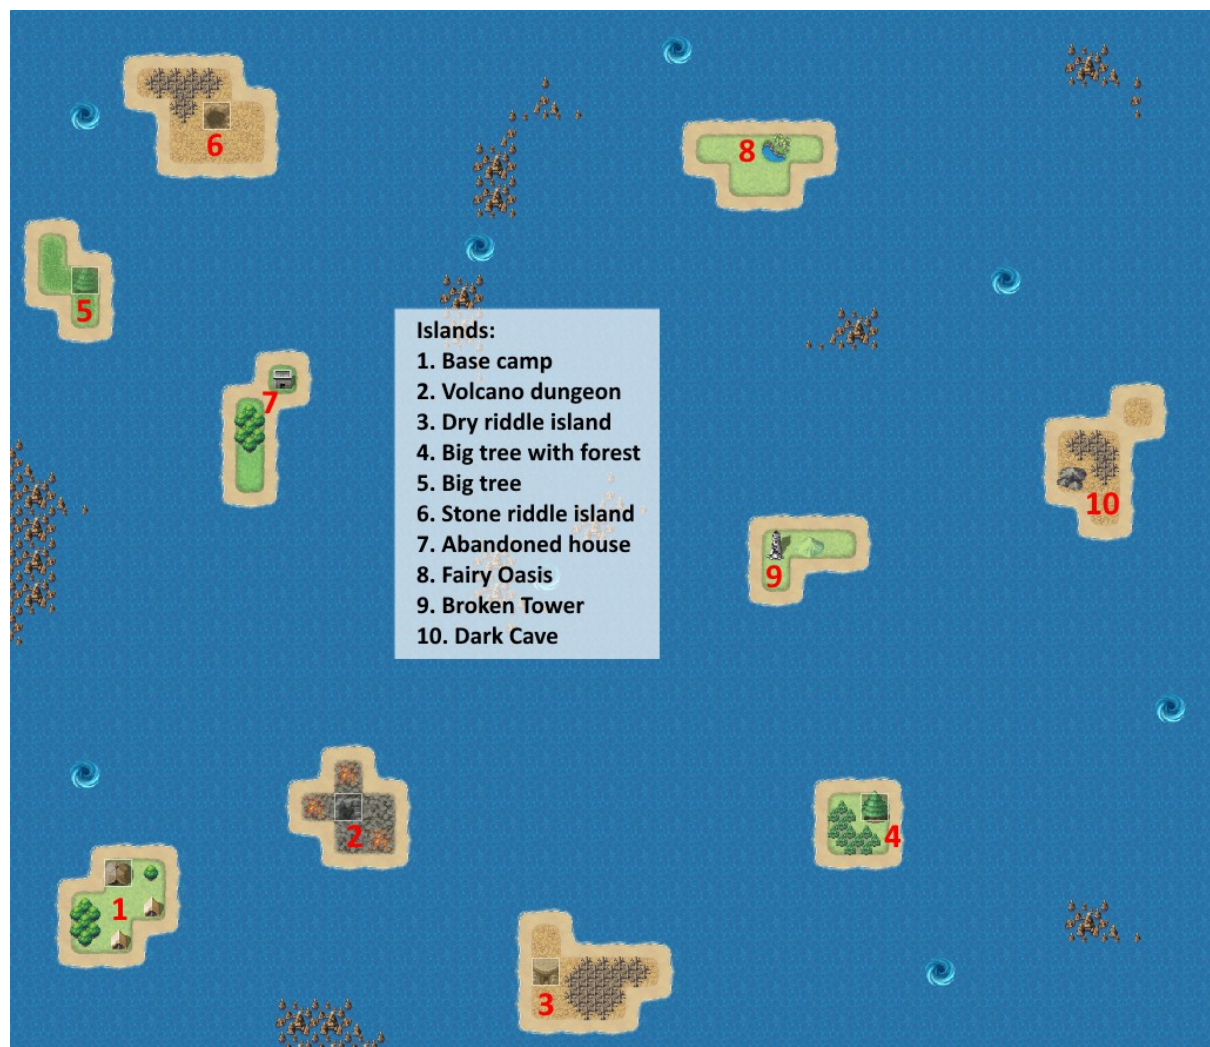 6
8
5
7
Islands:
1. Base camp
2. Volcano dungeon
3. Dry riddle island
4. Big tree with forest
5. Big tree
6. Stone riddle island
7. Abandoned house
8. Fairy Oasis
9. Broken Tower
10. Dark Cave
10
9
2
4
1
3